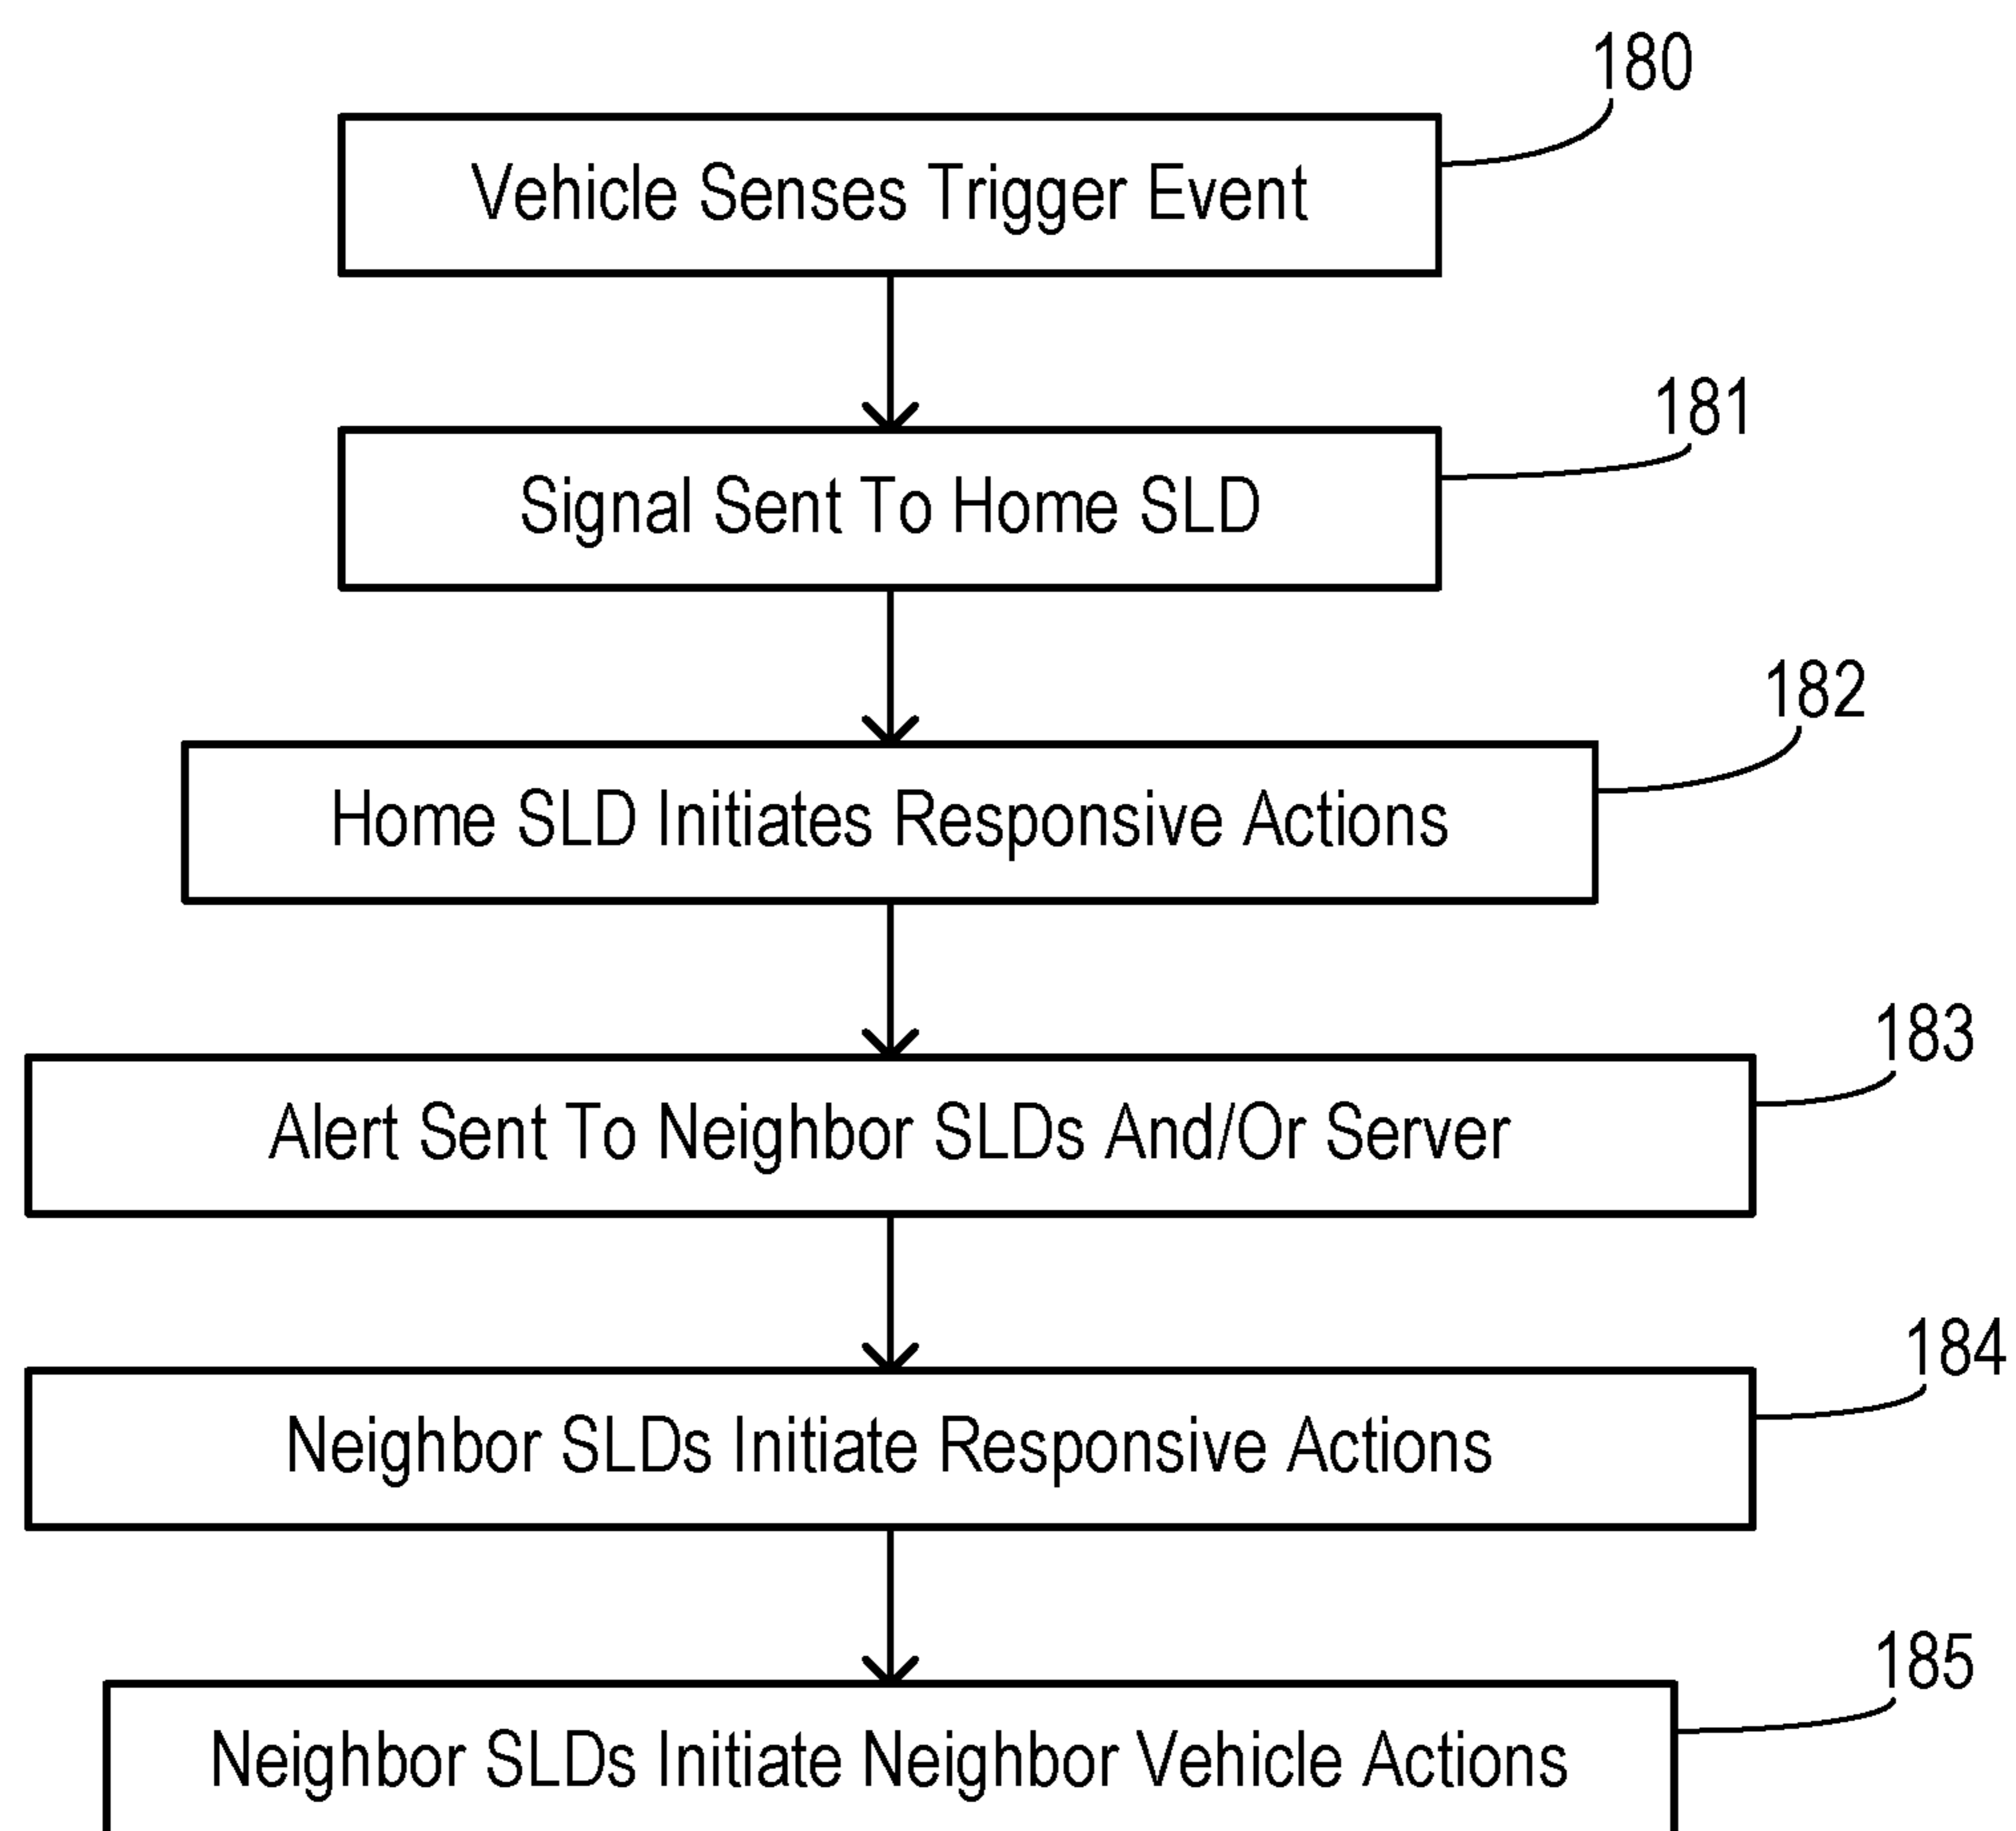 180
Vehicle Senses Trigger Event
181
Signal Sent To Home SLD
182
Home SLD Initiates Responsive Actions
183
Alert Sent To Neighbor SLDs And/Or Server
184
Neighbor SLDs Initiate Responsive Actions
185
Neighbor SLDs Initiate Neighbor Vehicle Actions